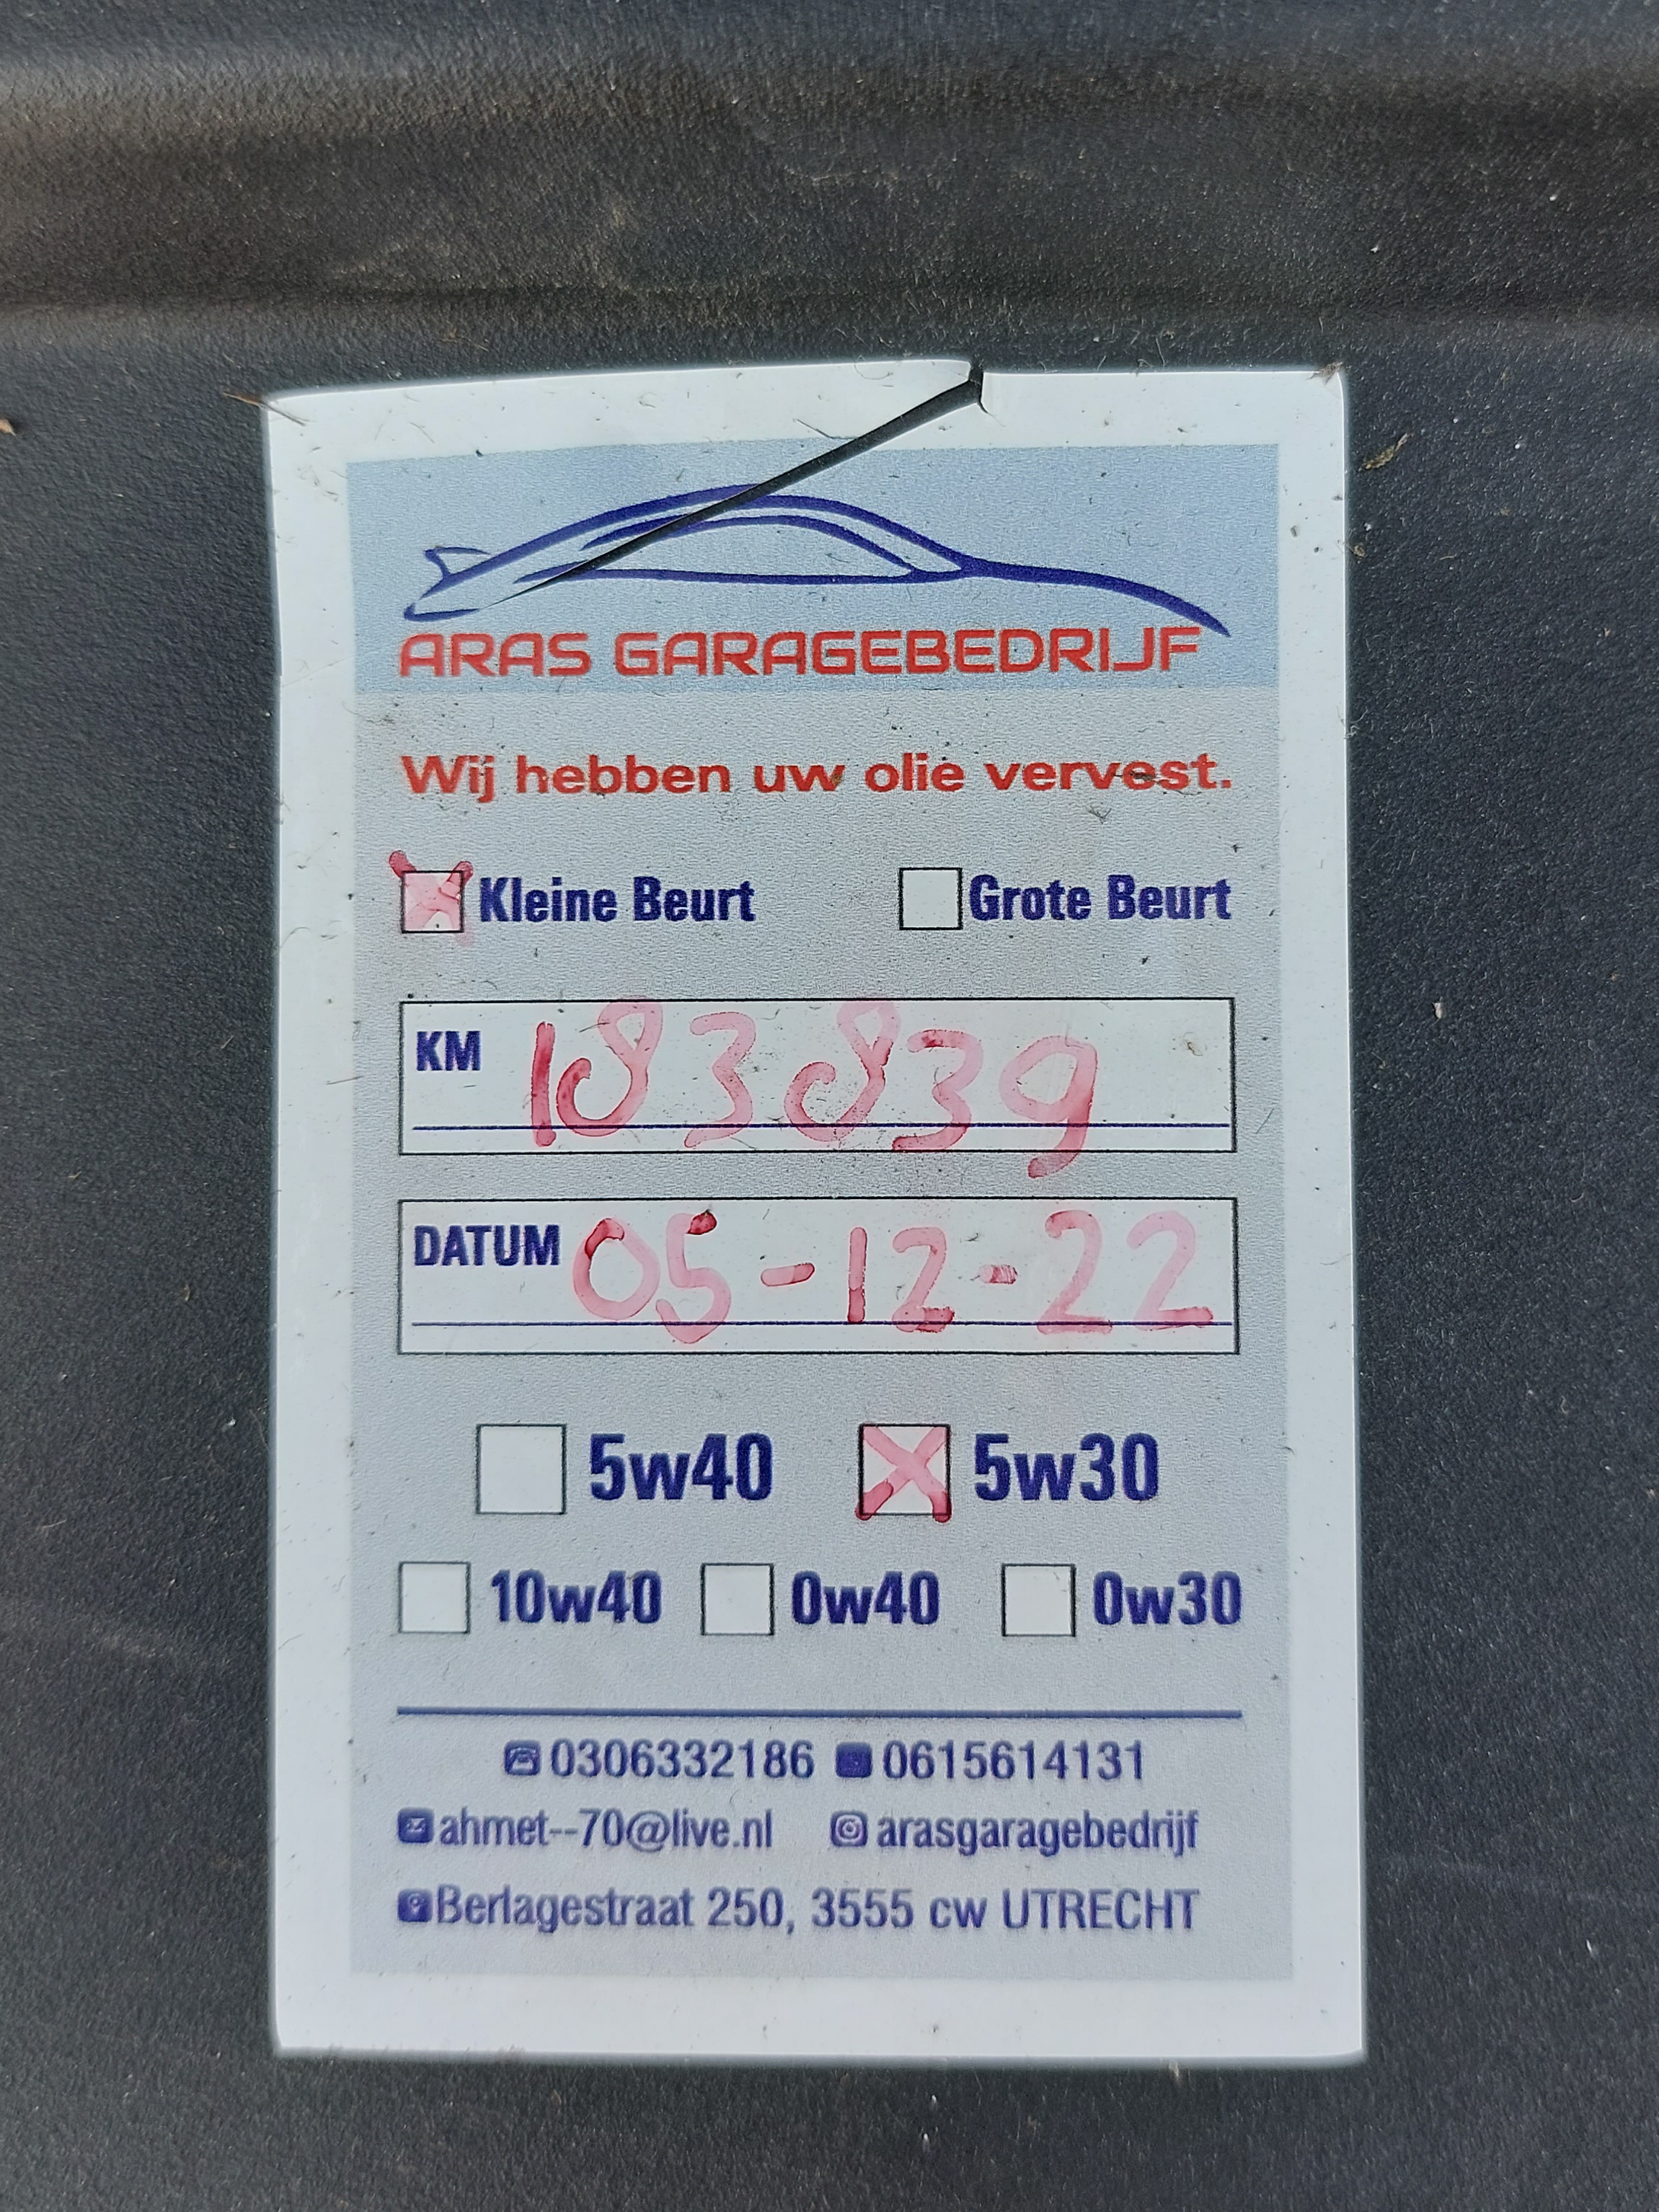 ARAS GARAGEBEDRIJF
Wij hebben uw olie vervest.
Kleine Beurt Grote Beurt
KM 183839
DATUM 05-12-22
5w40 5w30
10w40 0w40 0w30
0306332186 0615614131
ahmet--70@live.nl arasgaragebedrijf
Berlagestraat 250, 3555 cw UTRECHT